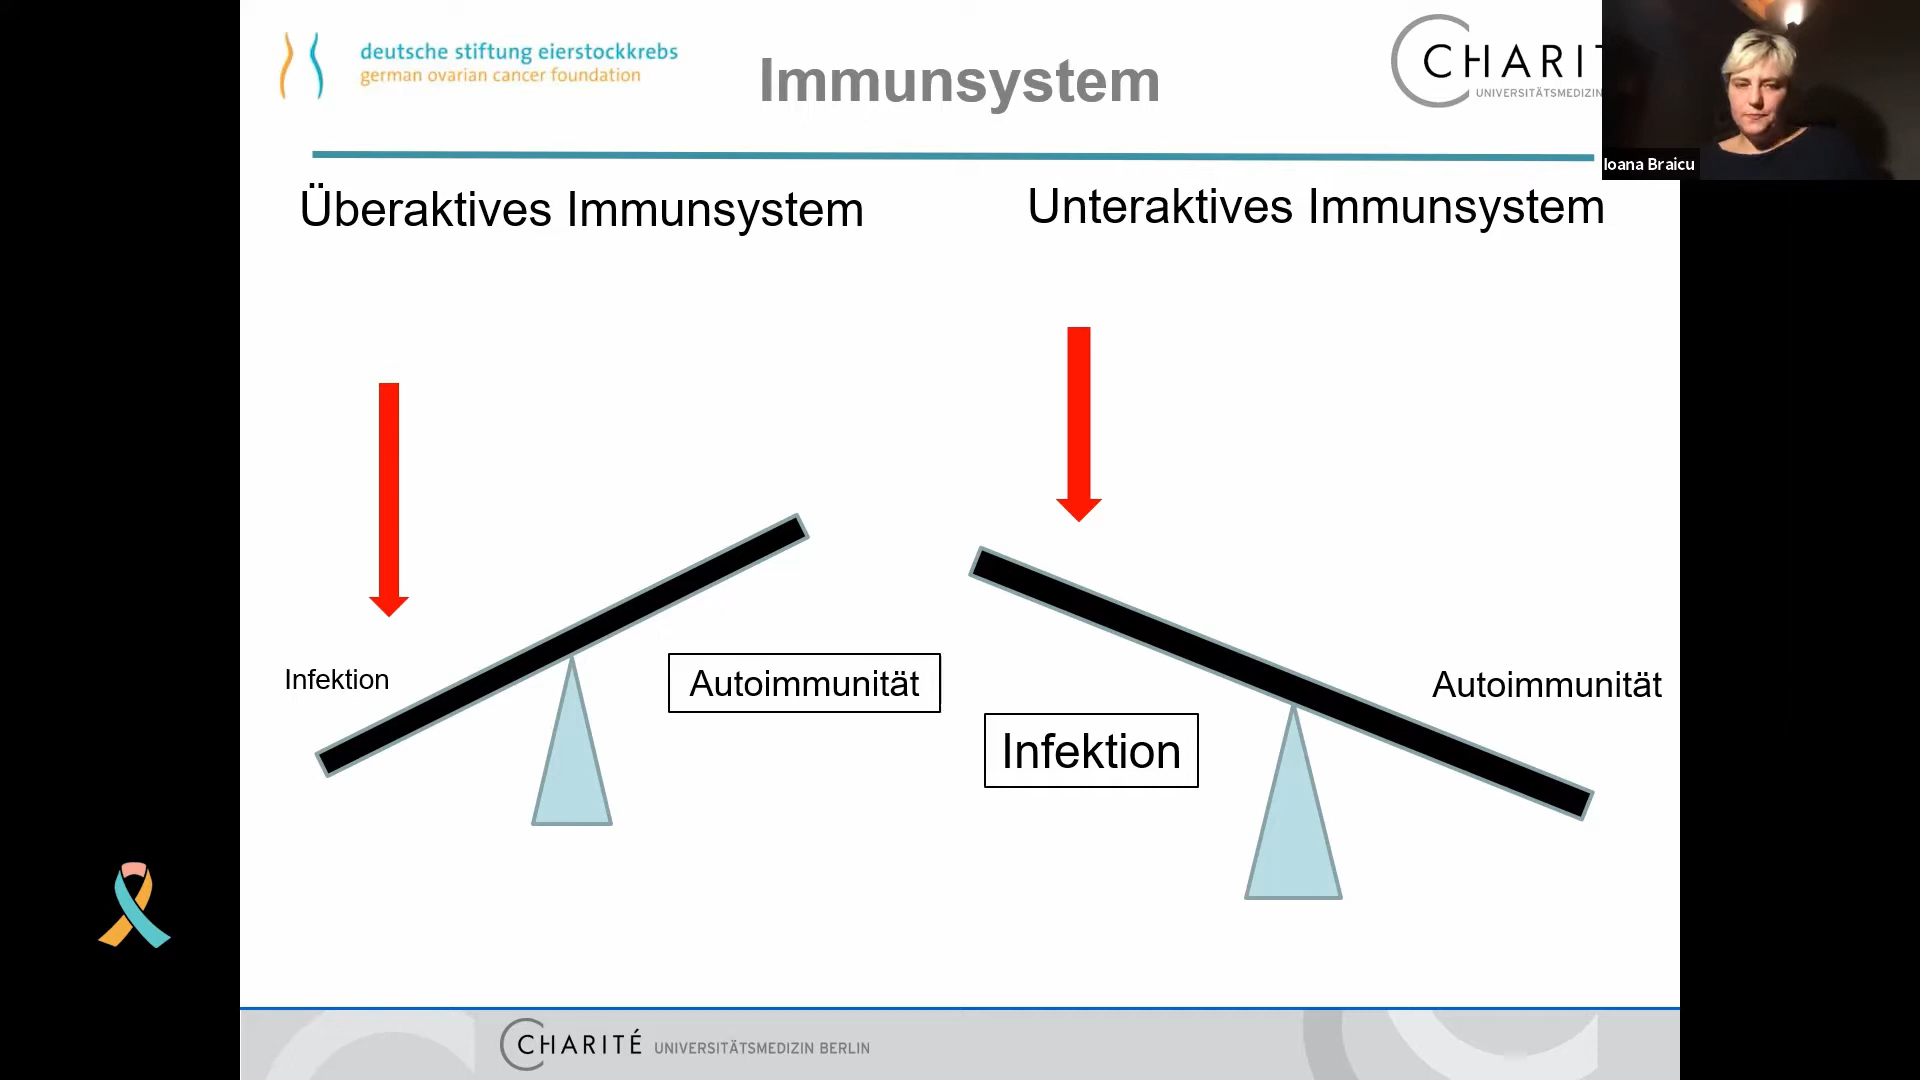 deutsche stiftung eierstockkrebs
german ovarian cancer foundation
Immunsystem
CHARIT
UNIVERSITÄTSMEDIZIN
Ioana Braicu
Überaktives Immunsystem
Unteraktives Immunsystem
Infektion
Autoimmunität
Infektion
Autoimmunität
CHARITÉ UNIVERSITÄTSMEDIZIN BERLIN